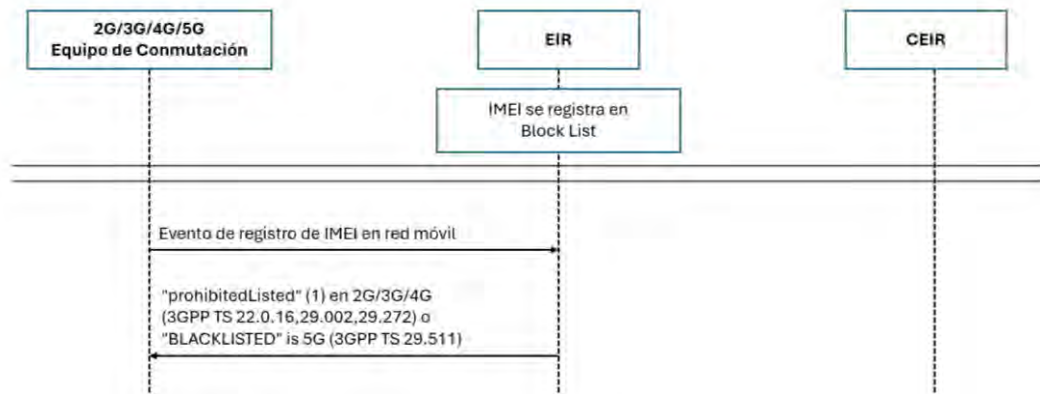 2G/3G/4G/5G
Equipo de Conmutación
EIR
CEIR
IMEI se registra en
Block List
Evento de registro de IMEI en red móvil
"prohibitedListed" (1) en 2G/3G/4G
(3GPP TS 22.0.16,29.002,29.272) o
"BLACKLISTED" is 5G (3GPP TS 29.511)